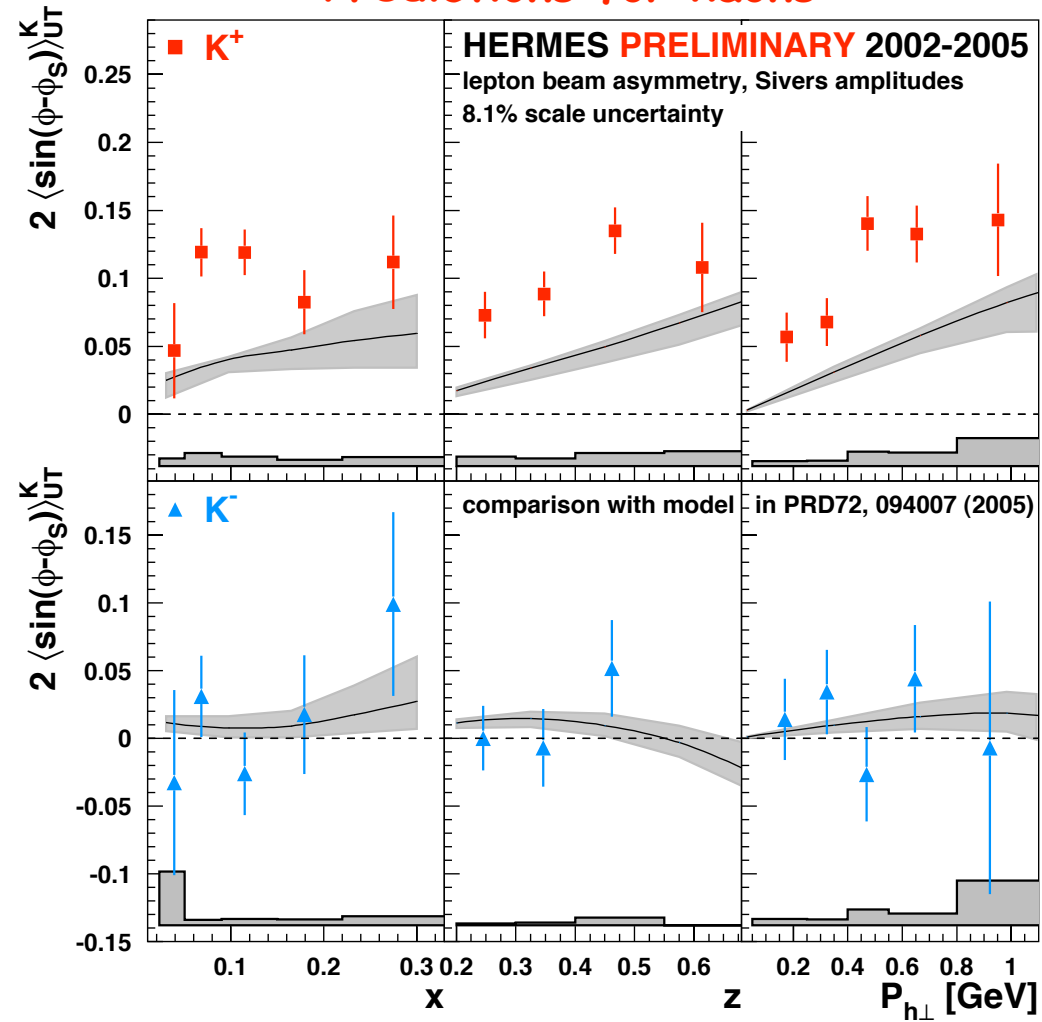 Predictions for kaons
2 ⟨sin(ϕ-ϕS)⟩KUT
K+
HERMES PRELIMINARY 2002-2005
lepton beam asymmetry, Sivers amplitudes
8.1% scale uncertainty
0.25
0.2
0.15
0.1
0.05
0
2 ⟨sin(ϕ-ϕS)⟩KUT
K-
comparison with model
in PRD72, 094007 (2005)
0.15
0.1
0.05
0
-0.05
-0.1
-0.15
0.1 0.2 0.3
0.2 0.3 0.4 0.5 0.6
0.2 0.4 0.6 0.8 1
x
z
Ph⊥ [GeV]